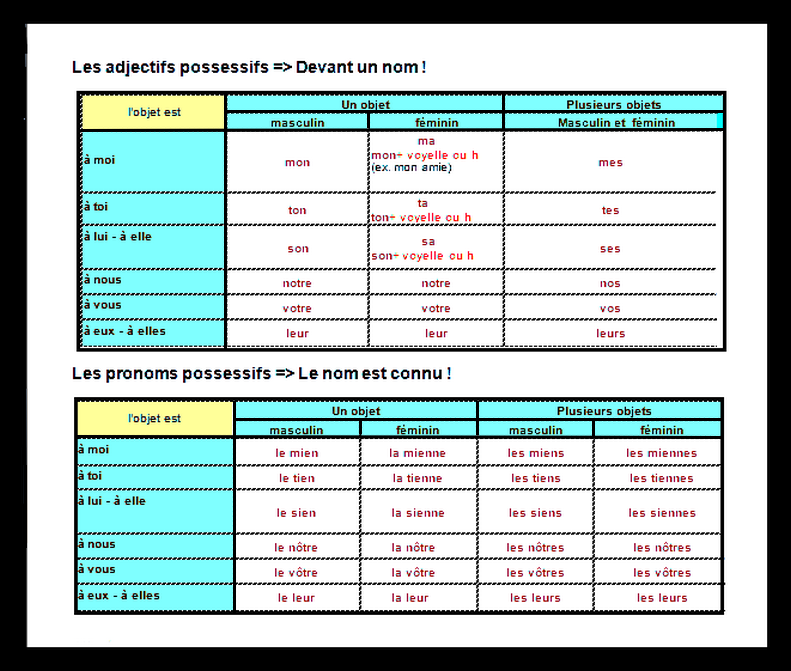 Les adjectifs possessifs => Devant un nom !
l'objet est Un objet Plusieurs objets
masculin féminin Masculin et féminin
à moi mon ma mes
mon+ voyelle ou h
(ex. mon amie)
à toi ton ta tes
ton+ voyelle ou h
à lui - à elle son sa ses
son+ voyelle ou h
à nous notre notre nos
à vous votre votre vos
à eux - à elles leur leur leurs
Les pronoms possessifs => Le nom est connu !
l'objet est Un objet Plusieurs objets
masculin féminin masculin féminin
à moi le mien la mienne les miens les miennes
à toi le tien la tienne les tiens les tiennes
à lui - à elle le sien la sienne les siens les siennes
à nous le nôtre la nôtre les nôtres les nôtres
à vous le vôtre la vôtre les vôtres les vôtres
à eux - à elles le leur la leur les leurs les leurs